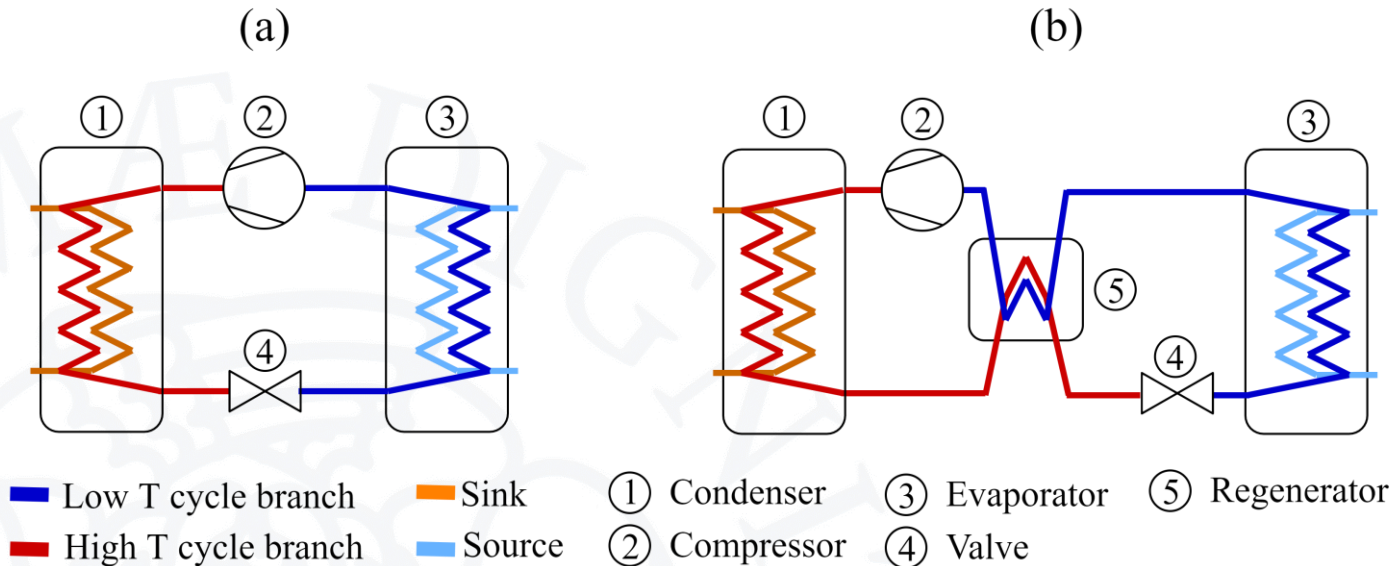 (a) (b)
① ② ③ ① ② ③
⑤
④ ④
Low T cycle branch Sink ① Condenser ③ Evaporator ⑤ Regenerator
High T cycle branch Source ② Compressor ④ Valve
ÆDIGNI